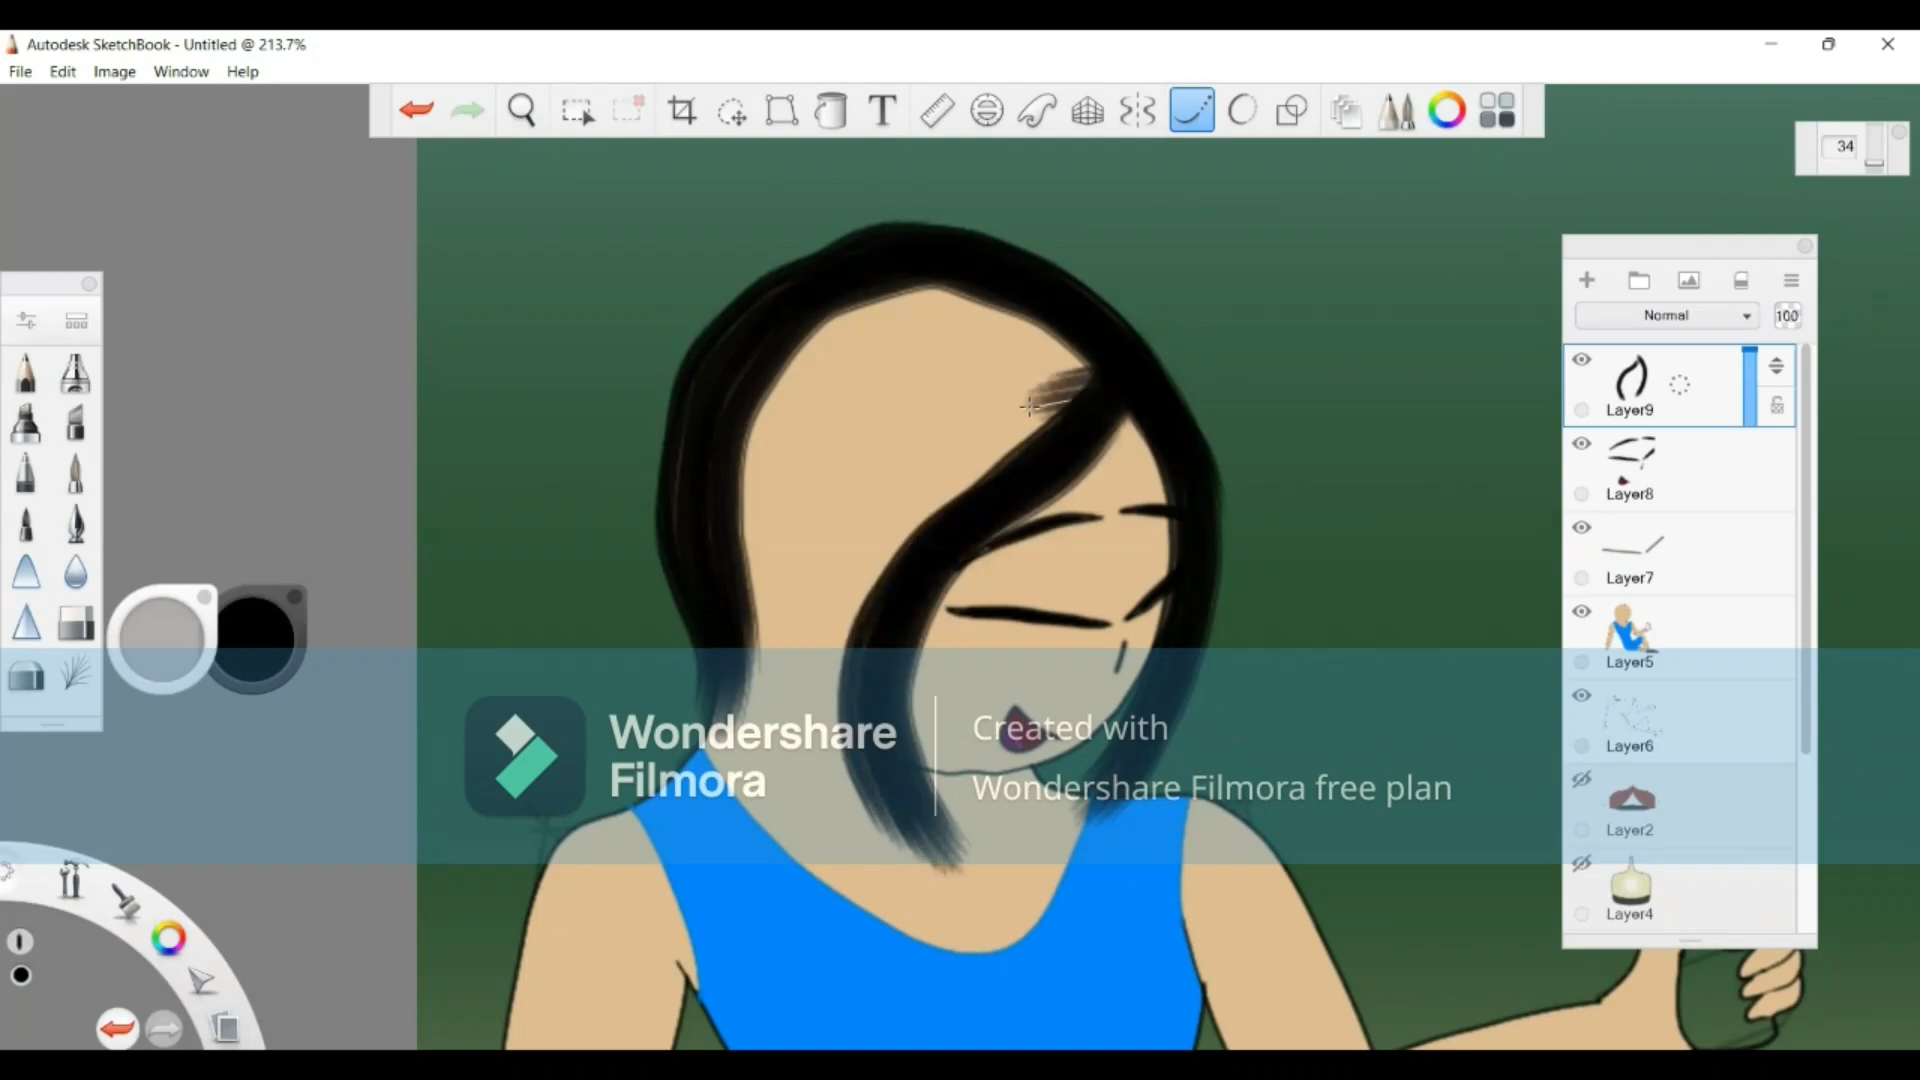 Autodesk SketchBook - Untitled @ 213.7%
File Edit Image Window Help
T
34
Normal 100
Layer9
Layer8
Layer7
Layer5
Layer6
Layer2
Layer4
Wondershare
Filmora
Created with
Wondershare Filmora free plan